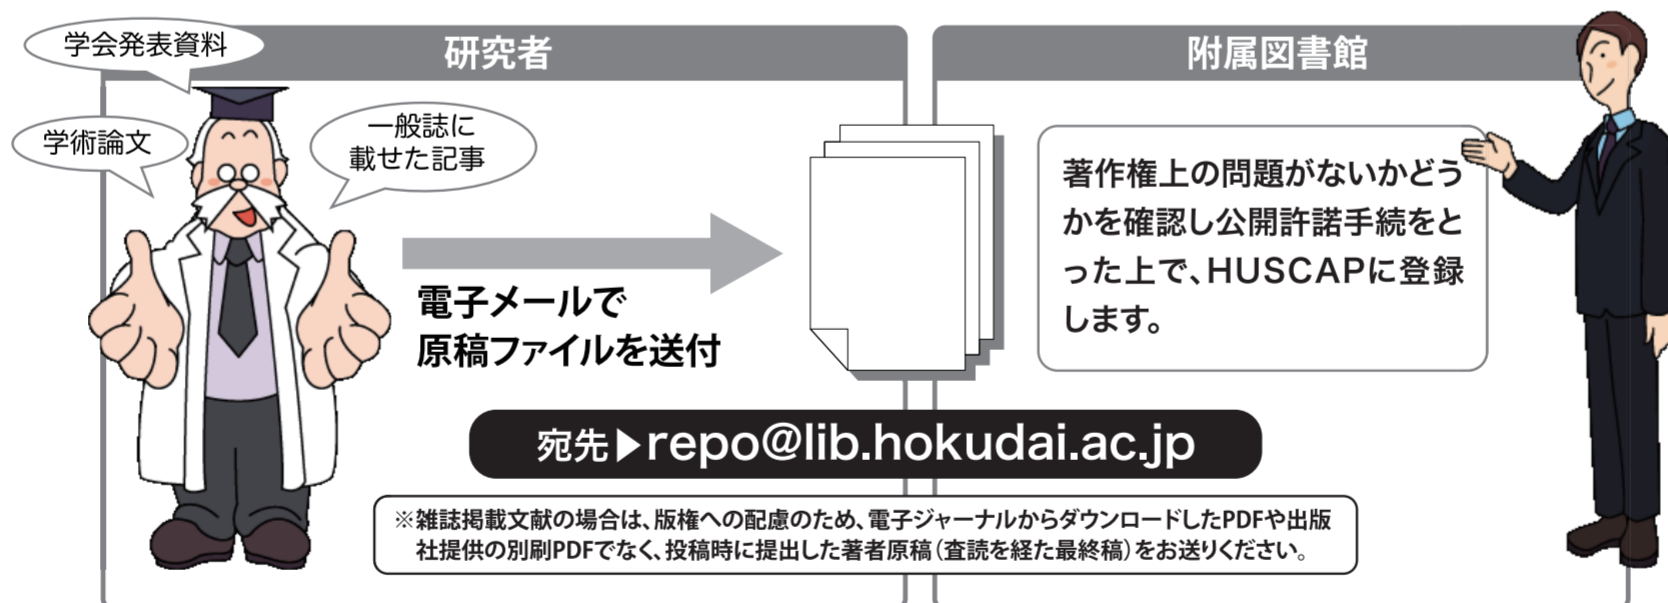 学会発表資料
研究者
附属図書館
学術論文
一般誌に
載せた記事
著作権上の問題がないかどう
かを確認し公開許諾手続をと
った上で、HUSCAPに登録
します。
電子メールで
原稿ファイルを送付
宛先▶repo@lib.hokudai.ac.jp
※雑誌掲載文献の場合は、版権への配慮のため、電子ジャーナルからダウンロードしたPDFや出版
社提供の別刷PDFでなく、投稿時に提出した著者原稿（査読を経た最終稿）をお送りください。